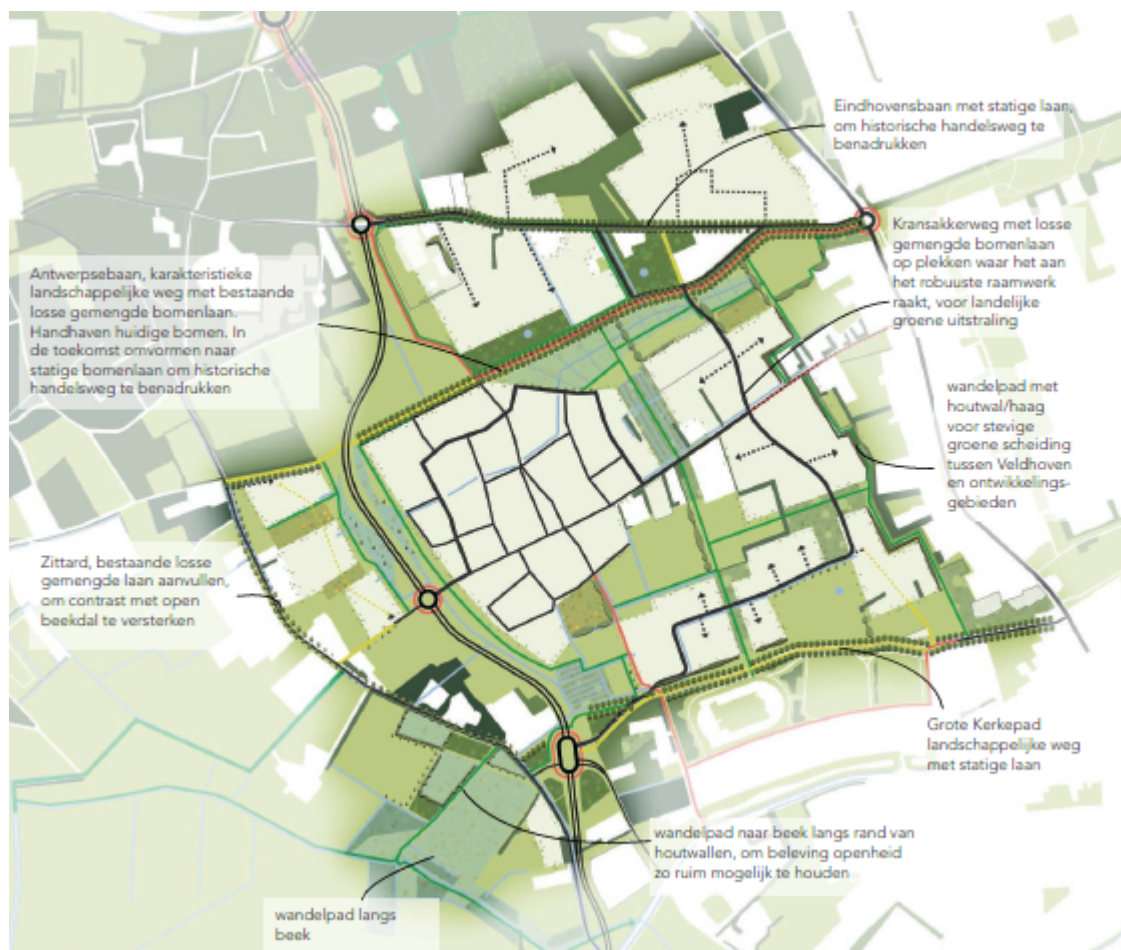 Eindhovensbaan met statige laan,
om historische handelsweg te
benadrukken
Kransakkerweg met losse
gemengde bomenlaan
op plekken waar het aan
het robuuste raamwerk
raakt, voor landelijke
groene uitstraling
Antwerpsebaan, karakteristieke
landschappelijke weg met bestaande
losse gemengde bomenlaan.
Handhaven huidige bomen. In
de toekomst omvormen naar
statige bomenlaan om historische
handelsweg te benadrukken
wandelpad met
houtwal/haag
voor stevige
groene scheiding
tussen Veldhoven
en ontwikkelings-
gebieden
Zittard, bestaande losse
gemengde laan aanvullen,
om contrast met open
beekdal te versterken
Grote Kerkepad
landschappelijke weg
met statige laan
wandelpad naar beek langs rand van
houtwallen, om beleving openheid
zo ruim mogelijk te houden
wandelpad langs
beek